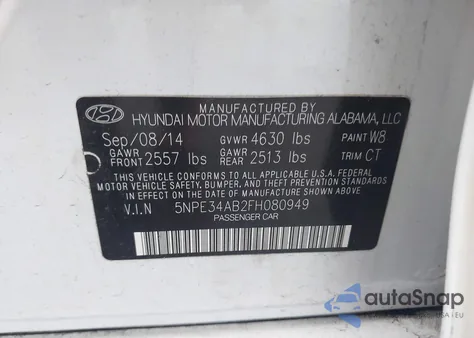 MANUFACTURED BY
HYUNDAI MOTOR MANUFACTURING ALABAMA, LLC
Sep/08/14 GVWR 4630 lbs PAINT W8
GAWR FRONT 2557 lbs GAWR REAR 2513 lbs TRIM CT
THIS VEHICLE CONFORMS TO ALL APPLICABLE U.S.A FEDERAL
MOTOR VEHICLE SAFETY, BUMPER, AND THEFT PREVENTION
STANDARDS IN EFFECT ON THE DATE OF MANUFACTURE SHOWN ABOVE.
V.I.N 5NPE34AB2FH080949
PASSENGER CAR
autoSnap